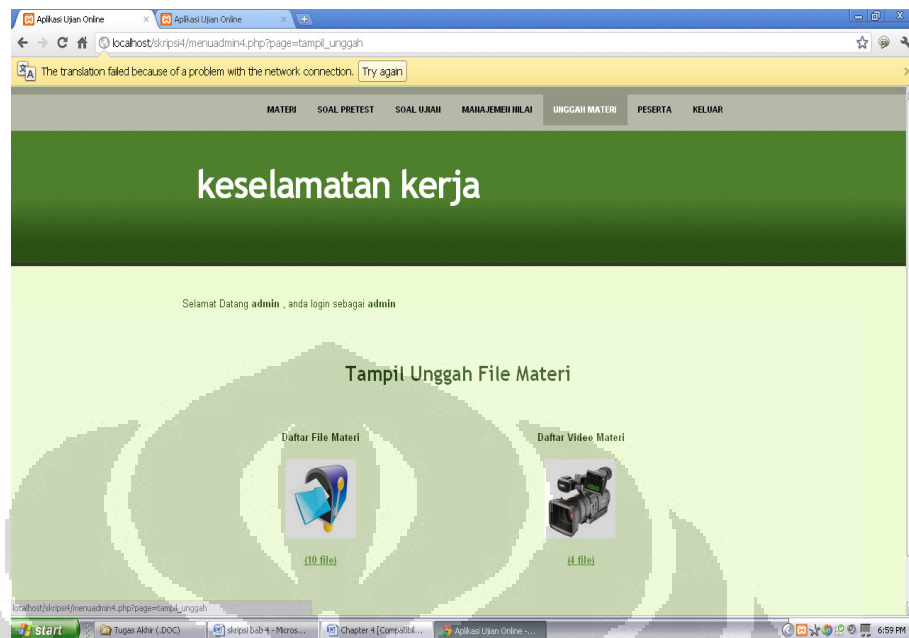 Aplikasi Ujian Online
Aplikasi Ujian Online
localhost/skripsi4/menuadmin4.php?page=tampil_unggah
The translation failed because of a problem with the network connection. Try again
MATERI SOAL PRETEST SOAL UJIAN MANAJEMEN NILAI UNGGAH MATERI PESERTA KELUAR
keselamatan kerja
Selamat Datang admin , anda login sebagai admin
Tampil Unggah File Materi
Daftar File Materi
Daftar Video Materi
(10 file)
(4 file)
localhost/skripsi4/menuadmin4.php?page=tampil_unggah
start Tugas Akhir (.DOC) skripsi bab 4 - Micros... Chapter 4 [Compatibil... Aplikasi Ujian Online -... 6:59 PM